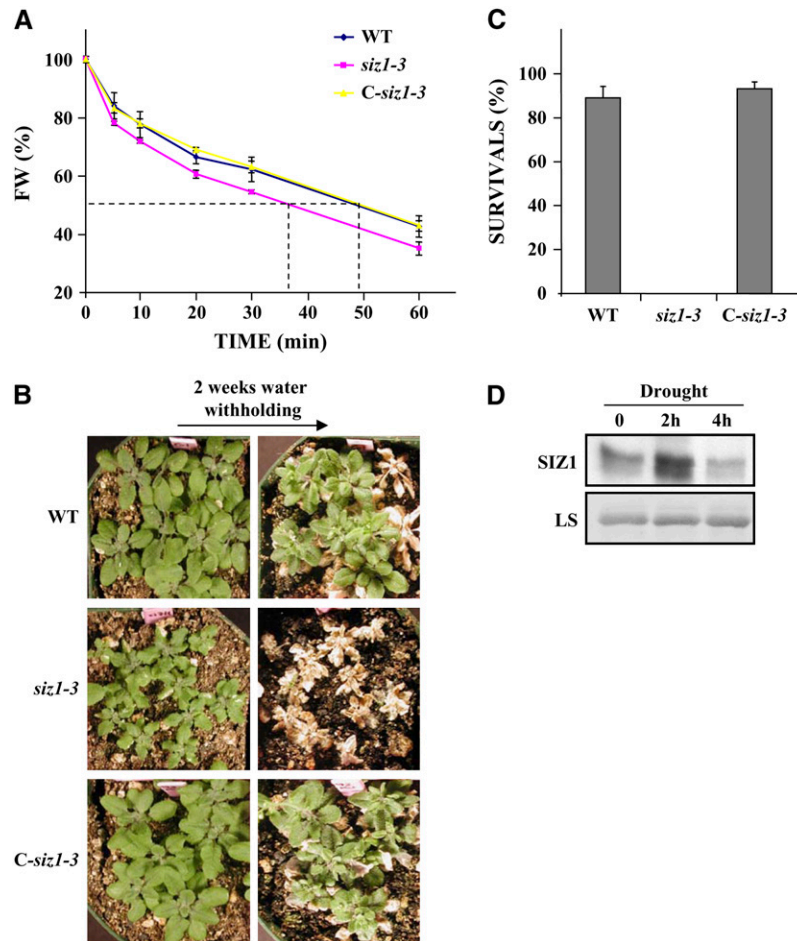 A
WT
siz1-3
C-siz1-3
FW (%)
100
80
60
40
20
0
10
20
30
40
50
60
TIME (min)
C
SURVIVALS (%)
100
80
60
40
20
0
WT
siz1-3
C-siz1-3
B
2 weeks water
withholding
WT
siz1-3
C-siz1-3
D
Drought
0
2h
4h
SIZ1
LS